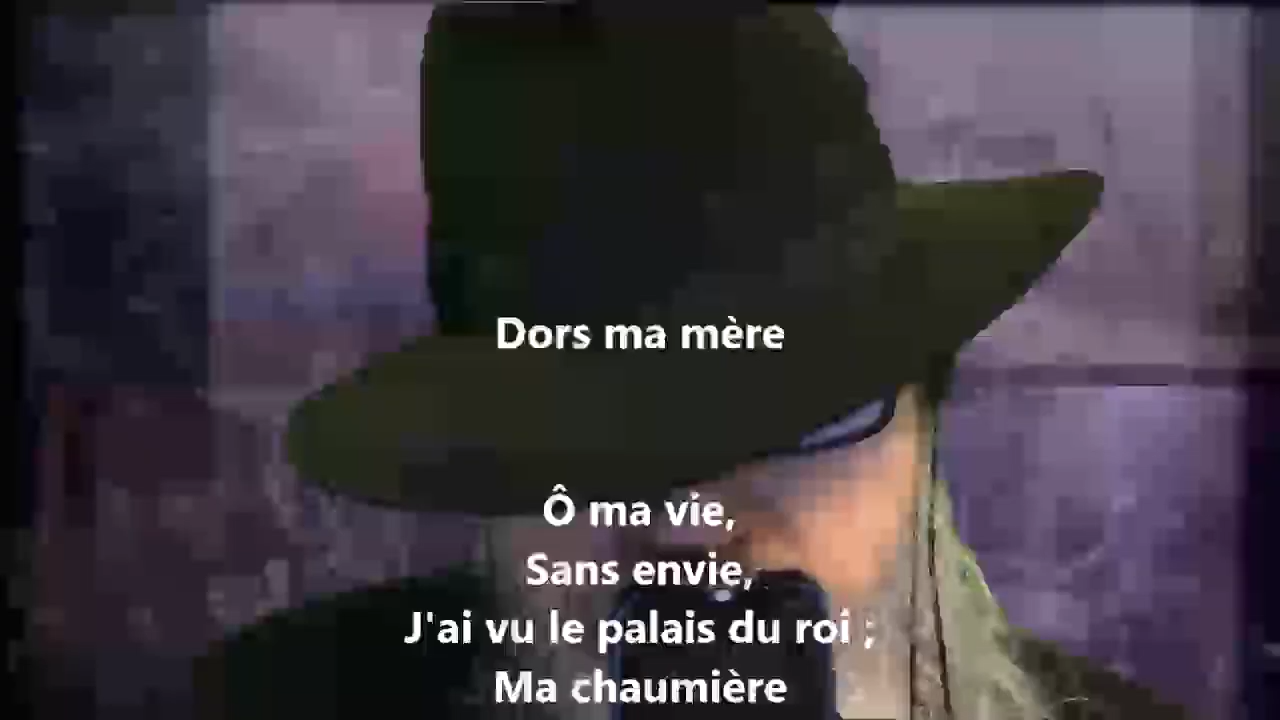 Dors ma mère
Ô ma vie,
Sans envie,
J'ai vu le palais du roi ;
Ma chaumière